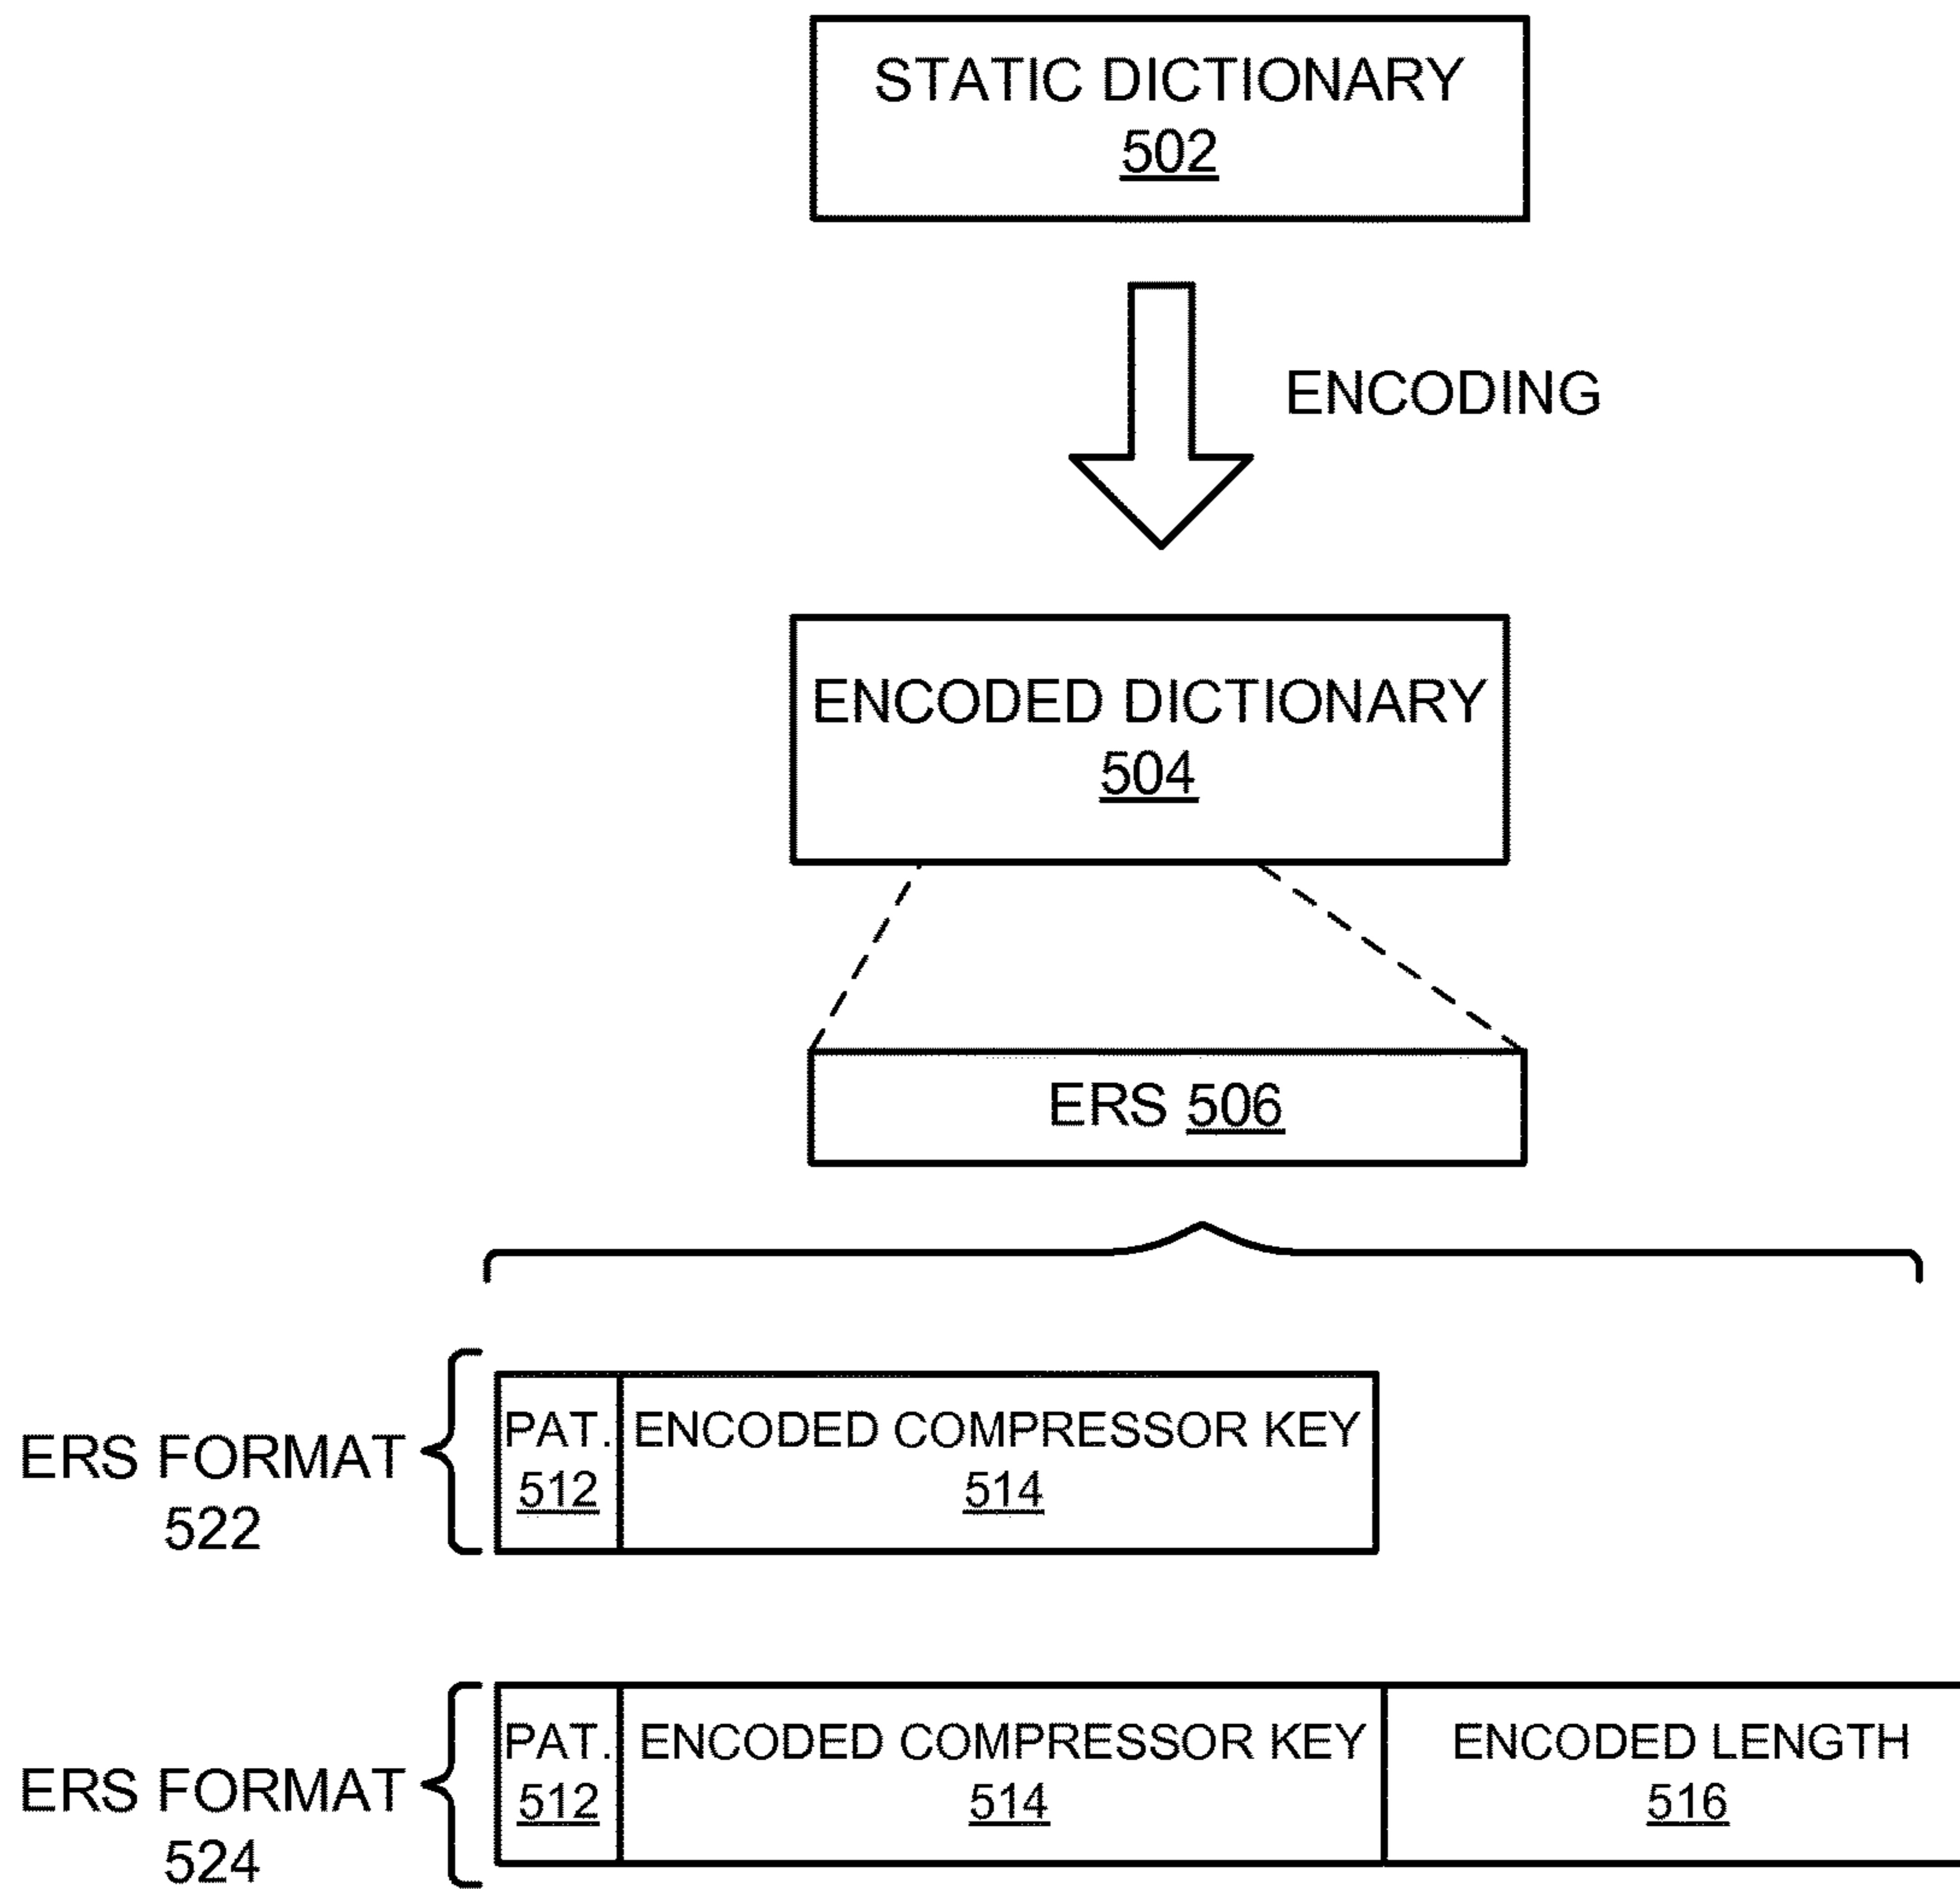 STATIC DICTIONARY
502
ENCODING
ENCODED DICTIONARY
504
ERS 506
ERS FORMAT
522
PAT.
512
ENCODED COMPRESSOR KEY
514
ERS FORMAT
524
PAT.
512
ENCODED COMPRESSOR KEY
514
ENCODED LENGTH
516